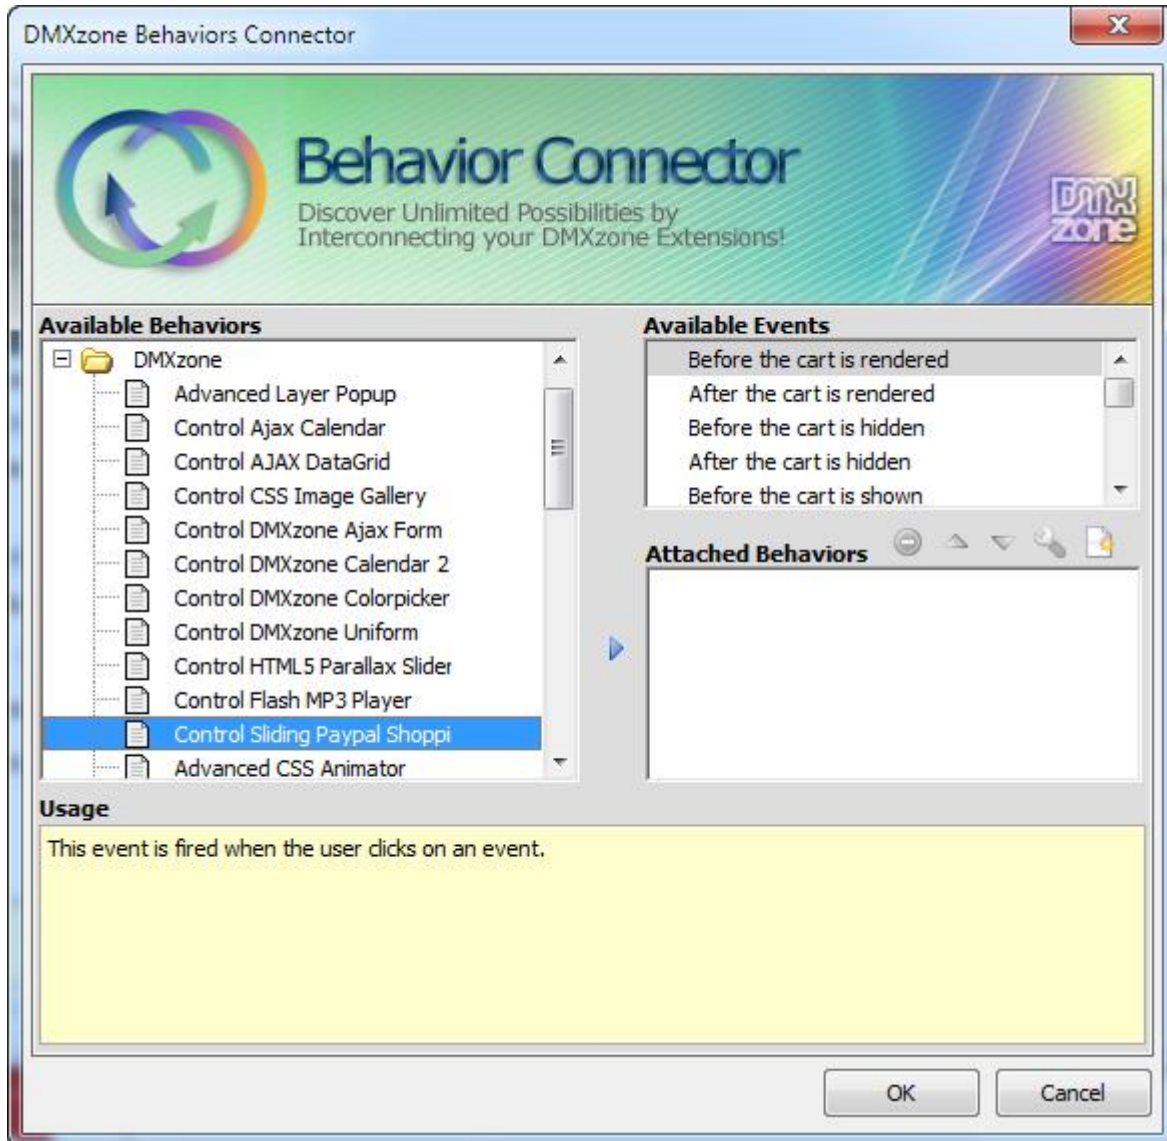 DMXzone Behaviors Connector
Behavior Connector
Discover Unlimited Possibilities by
Interconnecting your DMXzone Extensions!
DMX
zone
Available Behaviors
DMXzone
Advanced Layer Popup
Control Ajax Calendar
Control AJAX DataGrid
Control CSS Image Gallery
Control DMXzone Ajax Form
Control DMXzone Calendar 2
Control DMXzone Colorpicker
Control DMXzone Uniform
Control HTML5 Parallax Slider
Control Flash MP3 Player
Control Sliding Paypal Shoppi
Advanced CSS Animator
Available Events
Before the cart is rendered
After the cart is rendered
Before the cart is hidden
After the cart is hidden
Before the cart is shown
Attached Behaviors
Usage
This event is fired when the user clicks on an event.
OK
Cancel